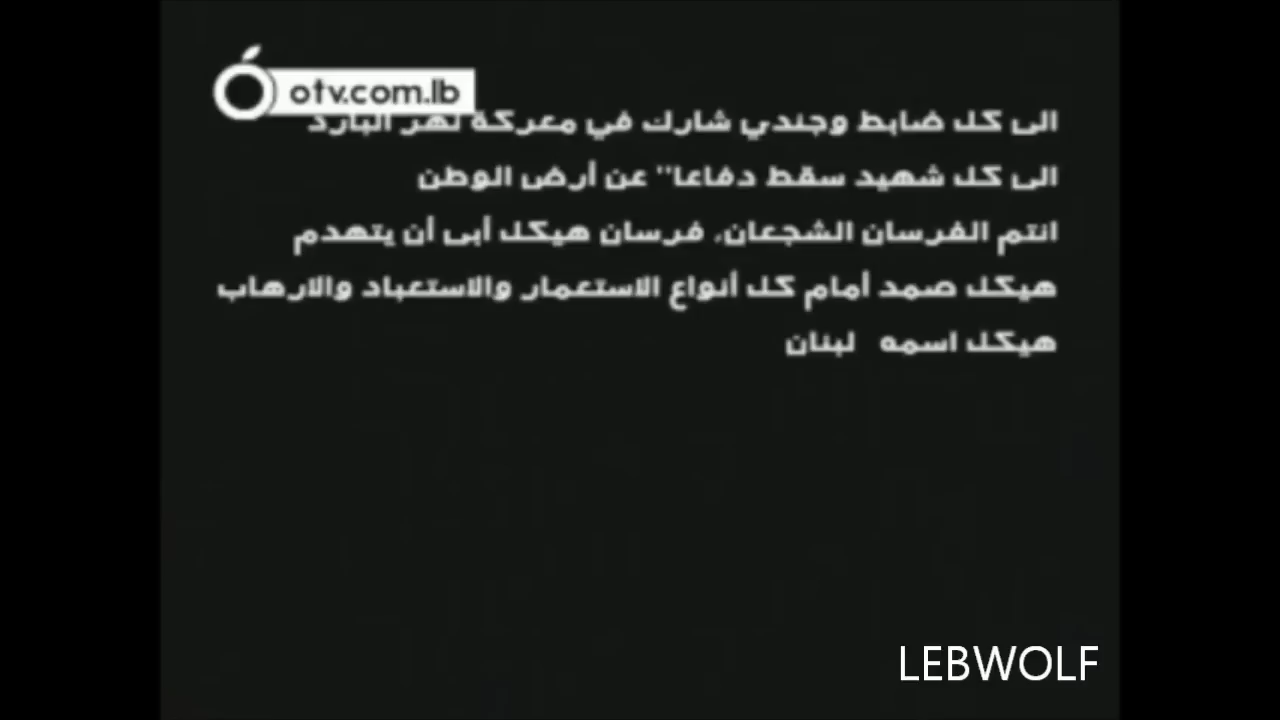 otv.com.lb
الى كل ضابط وجندي شارك في معركة نهر البارد
الى كل شهيد سقط دفاعا" عن أرض الوطن
انتم الفرسان الشجعان، فرسان هيكل أبى أن يتهدم
هيكل صمد أمام كل أنواع الاستعمار والاستعباد والارهاب
هيكل اسمه لبنان
LEBWOLF